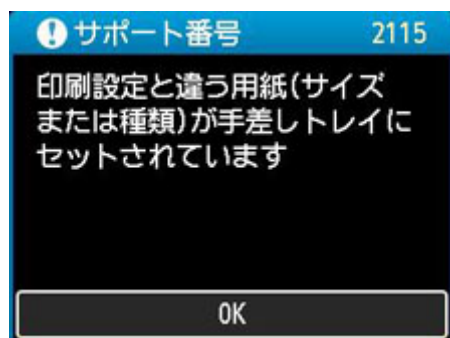 サポート番号 2115
印刷設定と違う用紙(サイズ
または種類)が手差しトレイに
セットされています
OK